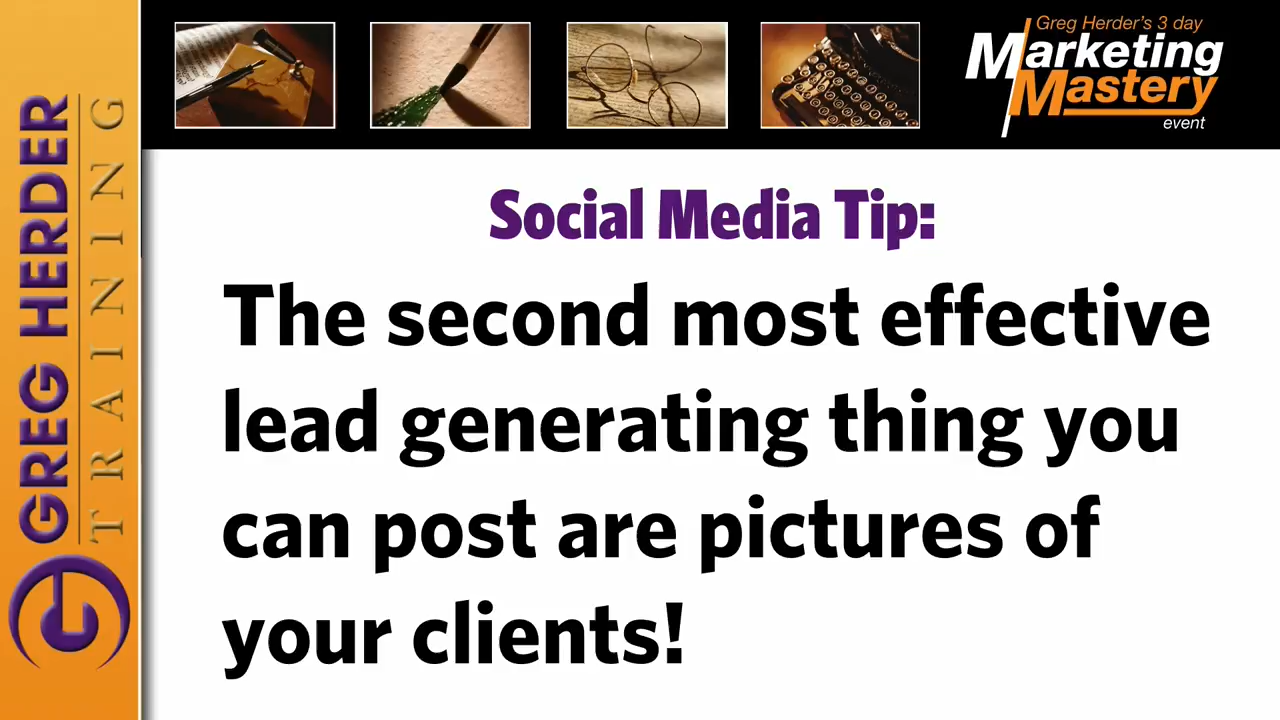 GREG HERDER
TRAINING
Greg Herder's 3 day
Marketing
Mastery
event
Social Media Tip:
The second most effective
lead generating thing you
can post are pictures of
your clients!